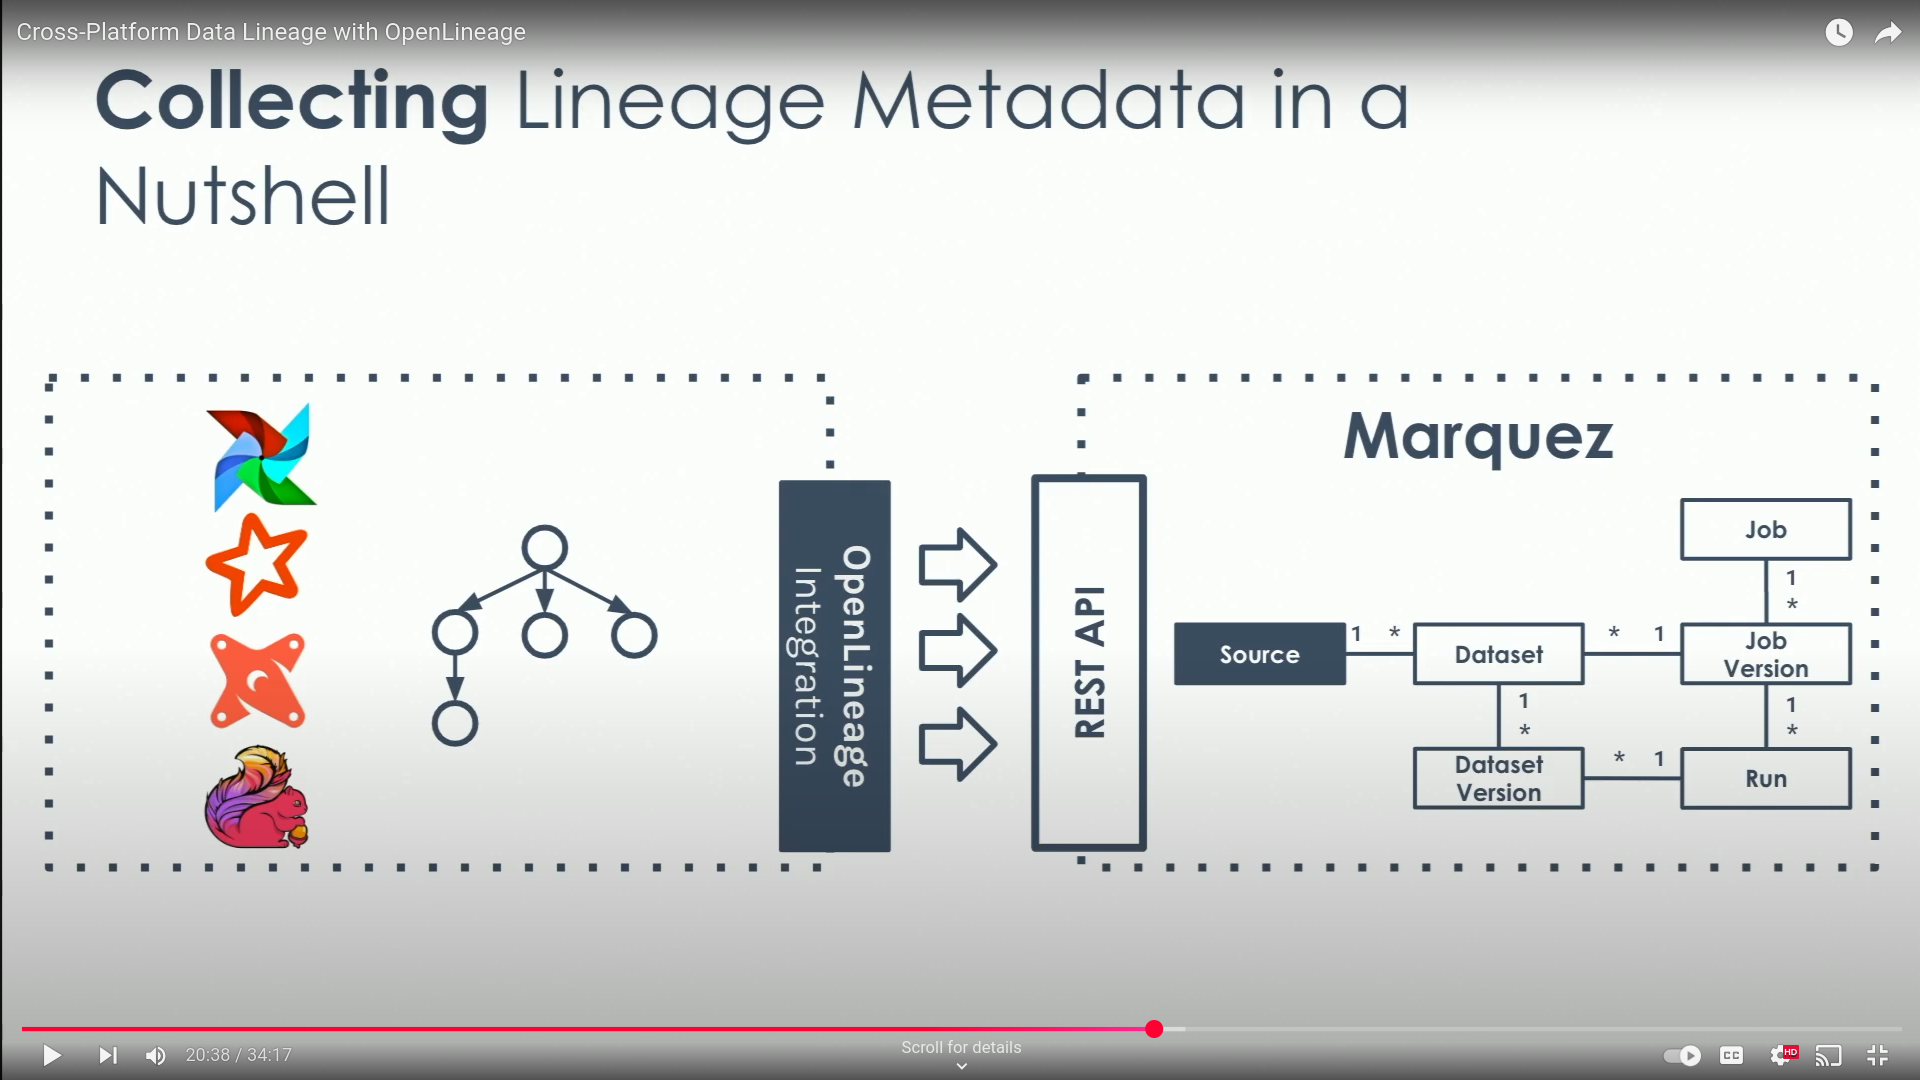 Cross-Platform Data Lineage with OpenLineage
Collecting Lineage Metadata in a
Nutshell
OpenLineage
Integration
REST API
Marquez
Job
1
*
Source
1 *
Dataset
* 1
Job
Version
1
*
1
*
Dataset
Version
* 1
Run
20:38 / 34:17
Scroll for details
CC
HD